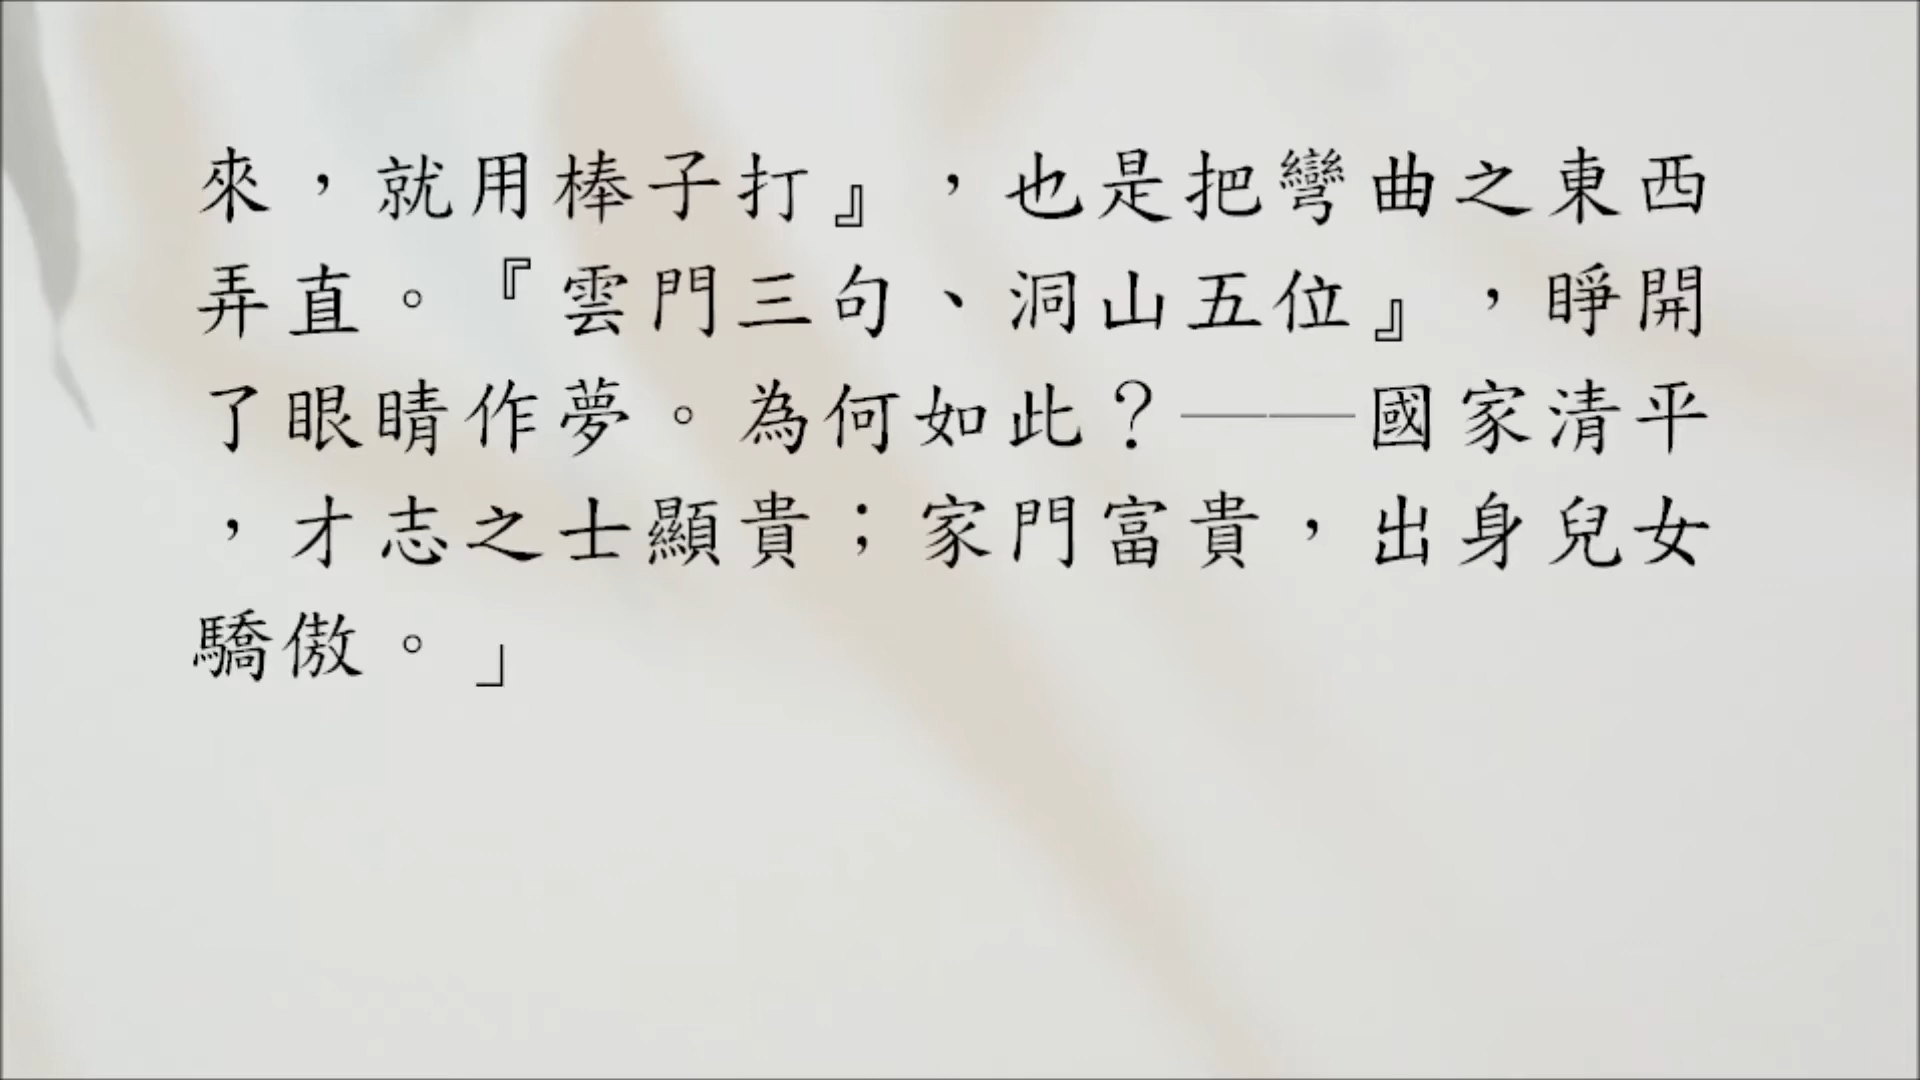 來，就用棒子打』，也是把彎曲之東西
弄直。『雲門三句、洞山五位』，睜開
了眼睛作夢。為何如此？——國家清平
，才志之士顯貴；家門富貴，出身兒女
驕傲。」